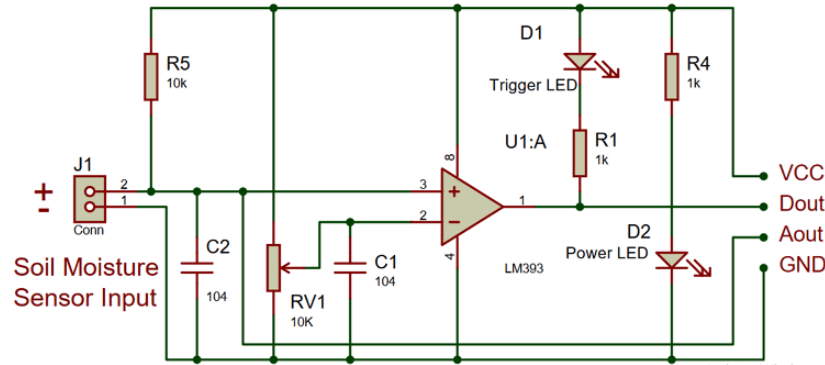 D1
R5
10k
Trigger LED
R4
1k
U1:A
R1
1k
J1
2
1
Conn
+
-
8
3
2
+
−
1
4
LM393
VCC
Dout
Aout
GND
C2
104
Soil Moisture
Sensor Input
RV1
10K
C1
104
D2
Power LED